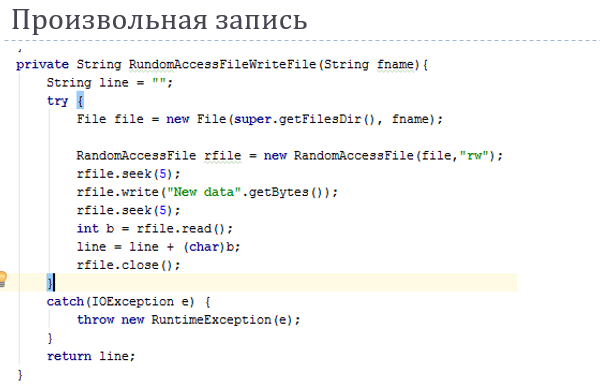 Произвольная запись
private String RundomAccessFileWriteFile(String fname){
String line = "";
try {
File file = new File(super.getFilesDir(), fname);
RandomAccessFile rfile = new RandomAccessFile(file,"rw");
rfile.seek(5);
rfile.write("New data".getBytes());
rfile.seek(5);
int b = rfile.read();
line = line + (char)b;
rfile.close();
}
catch(IOException e) {
throw new RuntimeException(e);
}
return line;
}